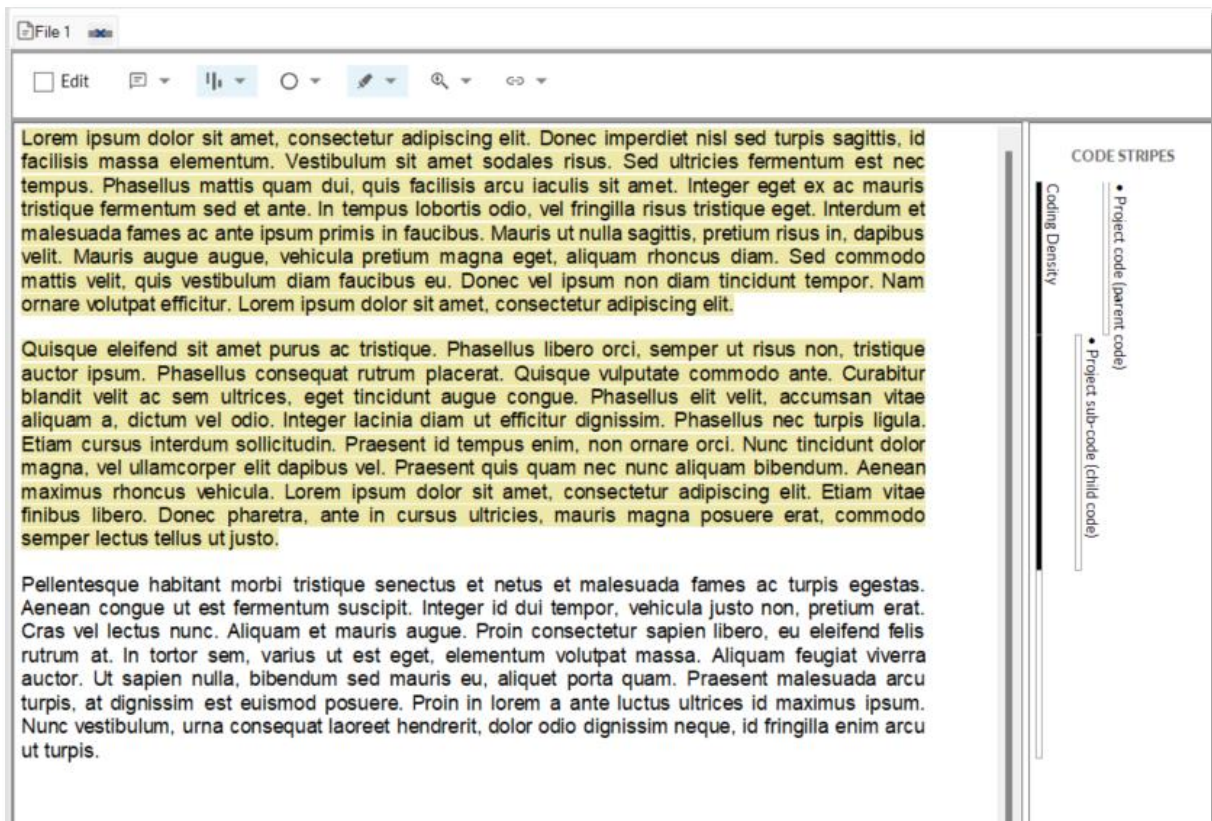 File 1
Edit
Lorem ipsum dolor sit amet, consectetur adipiscing elit. Donec imperdiet nisl sed turpis sagittis, id
facilisis massa elementum. Vestibulum sit amet sodales risus. Sed ultricies fermentum est nec
tempus. Phasellus mattis quam dui, quis facilisis arcu iaculis sit amet. Integer eget ex ac mauris
tristique fermentum sed et ante. In tempus lobortis odio, vel fringilla risus tristique eget. Interdum et
malesuada fames ac ante ipsum primis in faucibus. Mauris ut nulla sagittis, pretium risus in, dapibus
velit. Mauris augue augue, vehicula pretium magna eget, aliquam rhoncus diam. Sed commodo
mattis velit, quis vestibulum diam faucibus eu. Donec vel ipsum non diam tincidunt tempor. Nam
ornare volutpat efficitur. Lorem ipsum dolor sit amet, consectetur adipiscing elit.
Quisque eleifend sit amet purus ac tristique. Phasellus libero orci, semper ut risus non, tristique
auctor ipsum. Phasellus consequat rutrum placerat. Quisque vulputate commodo ante. Curabitur
blandit velit ac sem ultrices, eget tincidunt augue congue. Phasellus elit velit, accumsan vitae
aliquam a, dictum vel odio. Integer lacinia diam ut efficitur dignissim. Phasellus nec turpis ligula.
Etiam cursus interdum sollicitudin. Praesent id tempus enim, non ornare orci. Nunc tincidunt dolor
magna, vel ullamcorper elit dapibus vel. Praesent quis quam nec nunc aliquam bibendum. Aenean
maximus rhoncus vehicula. Lorem ipsum dolor sit amet, consectetur adipiscing elit. Etiam vitae
finibus libero. Donec pharetra, ante in cursus ultricies, mauris magna posuere erat, commodo
semper lectus tellus ut justo.
Pellentesque habitant morbi tristique senectus et netus et malesuada fames ac turpis egestas.
Aenean congue ut est fermentum suscipit. Integer id dui tempor, vehicula justo non, pretium erat.
Cras vel lectus nunc. Aliquam et mauris augue. Proin consectetur sapien libero, eu eleifend felis
rutrum at. In tortor sem, varius ut est eget, elementum volutpat massa. Aliquam feugiat viverra
auctor. Ut sapien nulla, bibendum sed mauris eu, aliquet porta quam. Praesent malesuada arcu
turpis, at dignissim est euismod posuere. Proin in lorem a ante luctus ultrices id maximus ipsum.
Nunc vestibulum, urna consequat laoreet hendrerit, dolor odio dignissim neque, id fringilla enim arcu
ut turpis.
CODE STRIPES
Coding Density
• Project code (parent code)
• Project sub-code (child code)